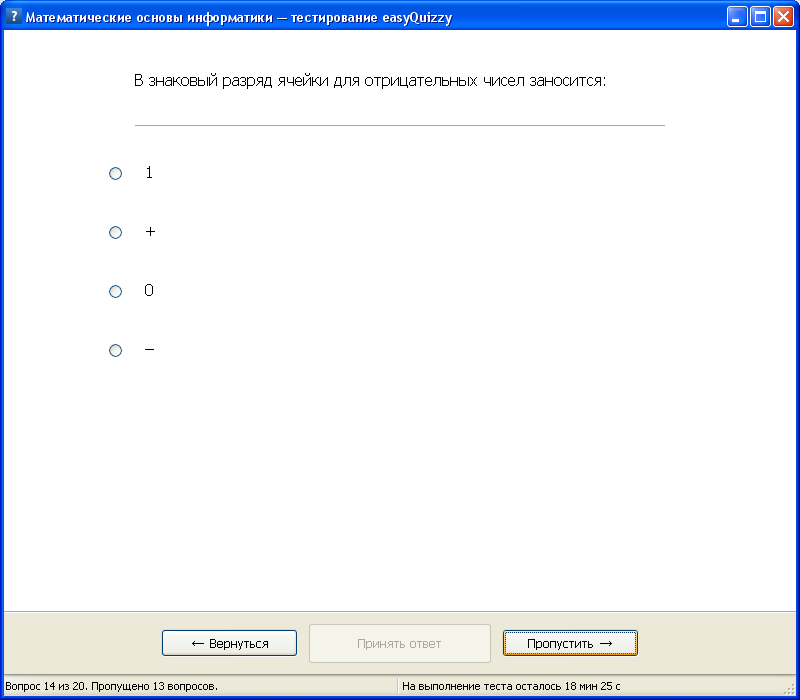 Математические основы информатики — тестирование easyQuizzy
В знаковый разряд ячейки для отрицательных чисел заносится:
1
+
0
–
← Вернуться
Принять ответ
Пропустить →
Вопрос 14 из 20. Пропущено 13 вопросов.
На выполнение теста осталось 18 мин 25 с